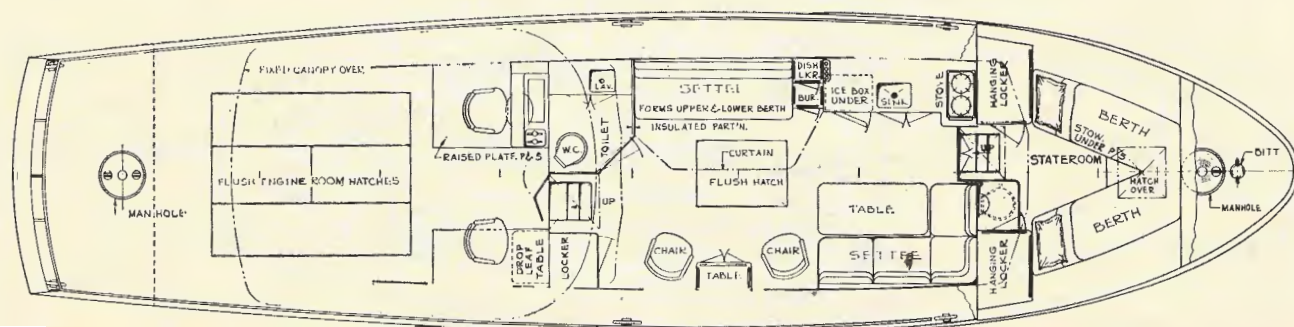 FIXED CANOPY OVER
FLUSH ENGINE ROOM HATCHES
MANHOLE
RAISED PLATF. P & S
DROP
LEAF
TABLE
LOCKER
UP
W.C.
TOILET
LAV.
SETTEE
FORMS UPPER & LOWER BERTH
INSULATED PART'N.
CURTAIN
FLUSH HATCH
CHAIR
TABLE
CHAIR
DISH
LKR
BUR.
ICE BOX
UNDER
SINK
STOVE
TABLE
SETTEE
HANGING
LOCKER
UP
HANGING
LOCKER
BERTH
STOW.
UNDER P/S
STATEROOM
HATCH
OVER
BERTH
BITT
MANHOLE